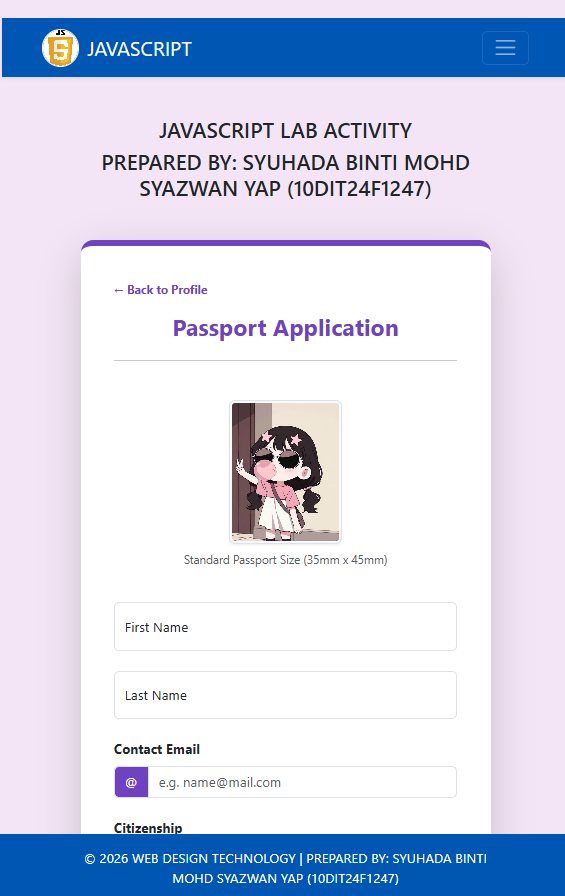 JS
5
JAVASCRIPT
JAVASCRIPT LAB ACTIVITY
PREPARED BY: SYUHADA BINTI MOHD
SYAZWAN YAP (10DIT24F1247)
← Back to Profile
Passport Application
Standard Passport Size (35mm x 45mm)
First Name
Last Name
Contact Email
@ e.g. name@mail.com
Citizenship
© 2026 WEB DESIGN TECHNOLOGY | PREPARED BY: SYUHADA BINTI
MOHD SYAZWAN YAP (10DIT24F1247)